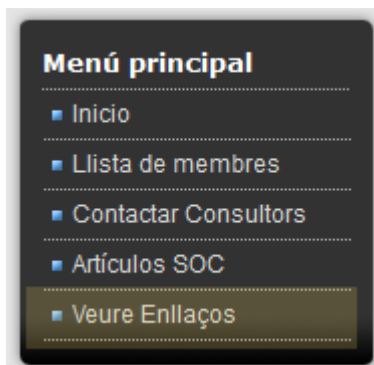 Menú principal
Inicio
Llista de membres
Contactar Consultors
Artículos SOC
Veure Enllaços